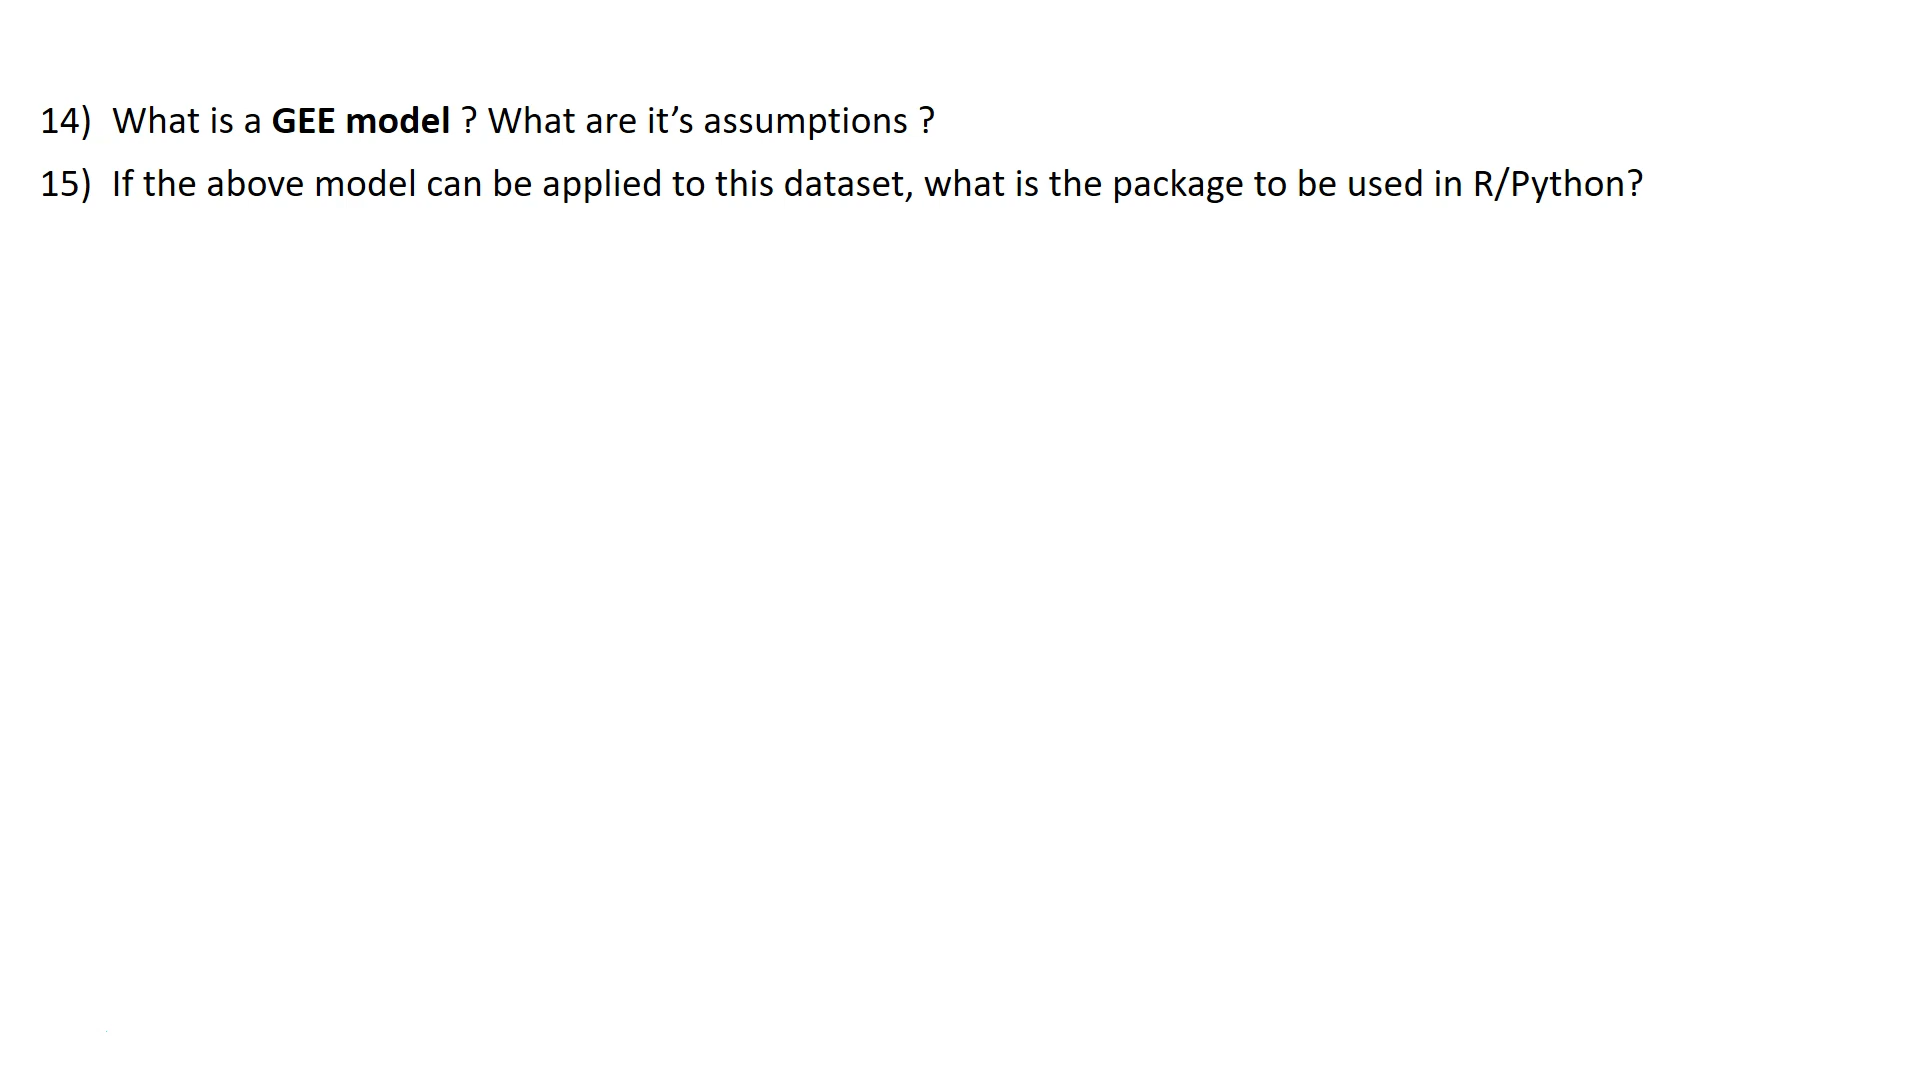 14) What is a GEE model ? What are it’s assumptions ?
15) If the above model can be applied to this dataset, what is the package to be used in R/Python?